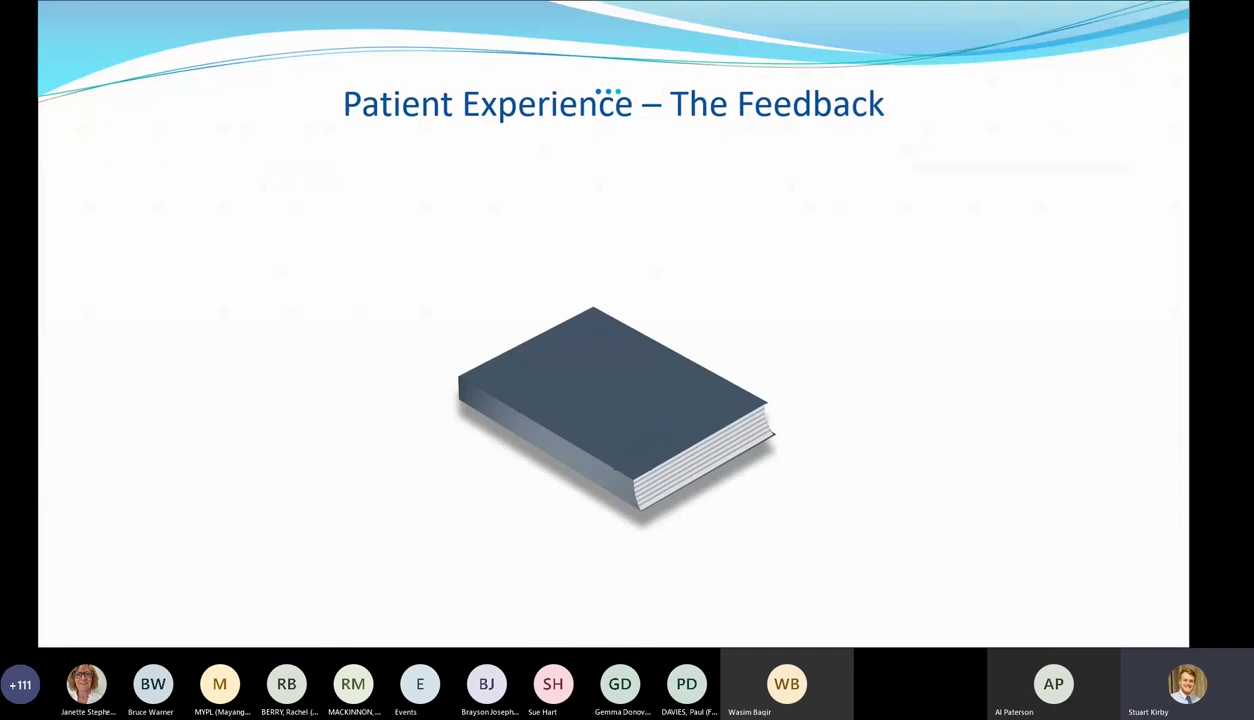 Patient Experience – The Feedback
+111
BW
M
RB
RM
E
BJ
SH
GD
PD
WB
AP
Janette Stephe...
Bruce Warner
MYPL (Mayang...
BERRY, Rachel (...
MACKINNON,...
Events
Brayson Joseph...
Sue Hart
Gemma Donov...
DAVIES, Paul (F...
Wasim Baqir
Al Paterson
Stuart Kirby